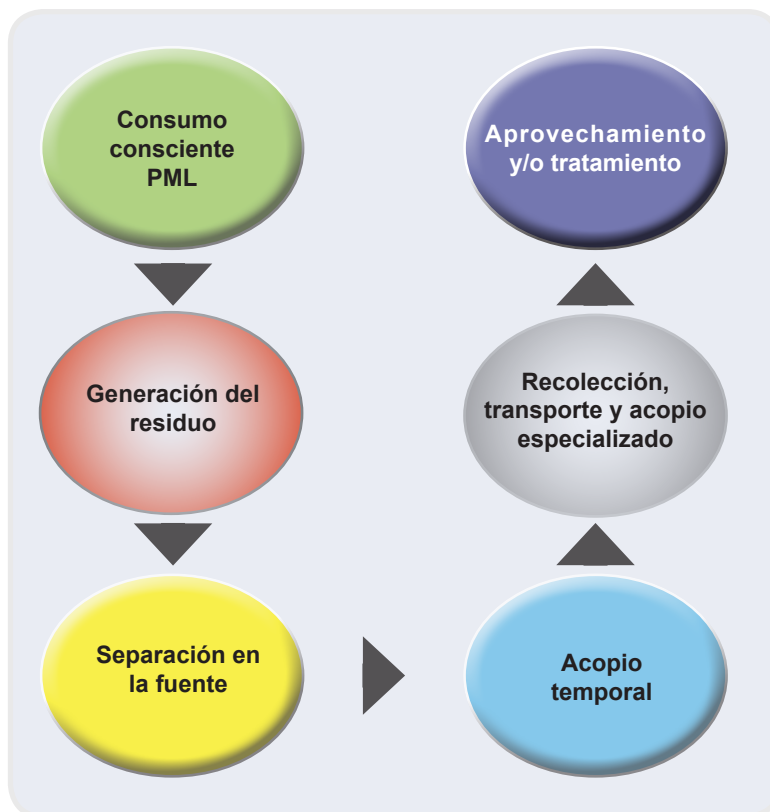 Consumo
consciente
PML
Generación del
residuo
Separación en
la fuente
Acopio
temporal
Recolección,
transporte y acopio
especializado
Aprovechamiento
y/o tratamiento